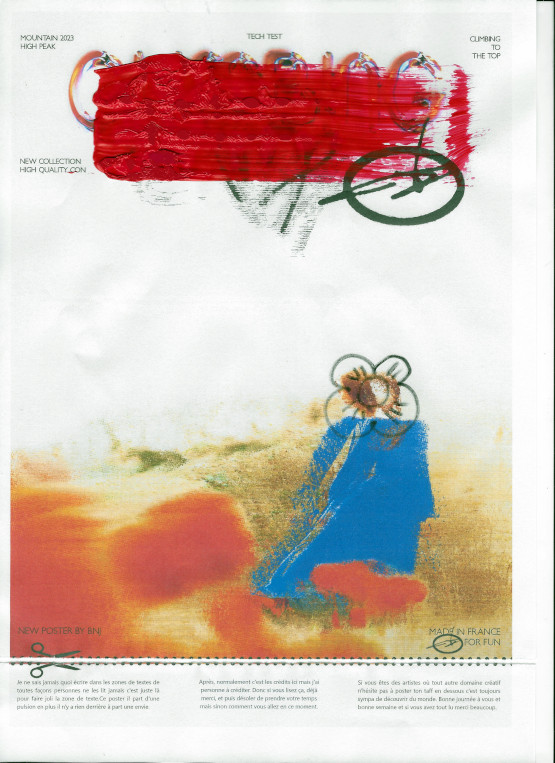 MOUNTAIN 2023
HIGH PEAK
TECH TEST
CLIMBING
TO
THE TOP
NEW COLLECTION
HIGH QUALITY CON
NEW POSTER BY BNJ
MADE IN FRANCE
FOR FUN
Je ne sais jamais quoi écrire dans les zones de textes de
toutes façons personnes ne les lit jamais c'est juste là
pour faire joli la zone de texte.Ce poster il part d'une
pulsion en plus il n'y a rien derrière à part une envie.
Après, normalement c'est les crédits ici mais j'ai
personne à créditer. Donc si vous lisez ça, déjà
merci, et puis désoler de prendre votre temps
mais sinon comment vous allez en ce moment.
Si vous êtes des artistes où tout autre domaine créatif
n'hésite pas à poster ton taff en dessous c'est toujours
sympa de découvrir du monde. Bonne journée à vous et
bonne semaine et si vous avez tout lu merci beaucoup.